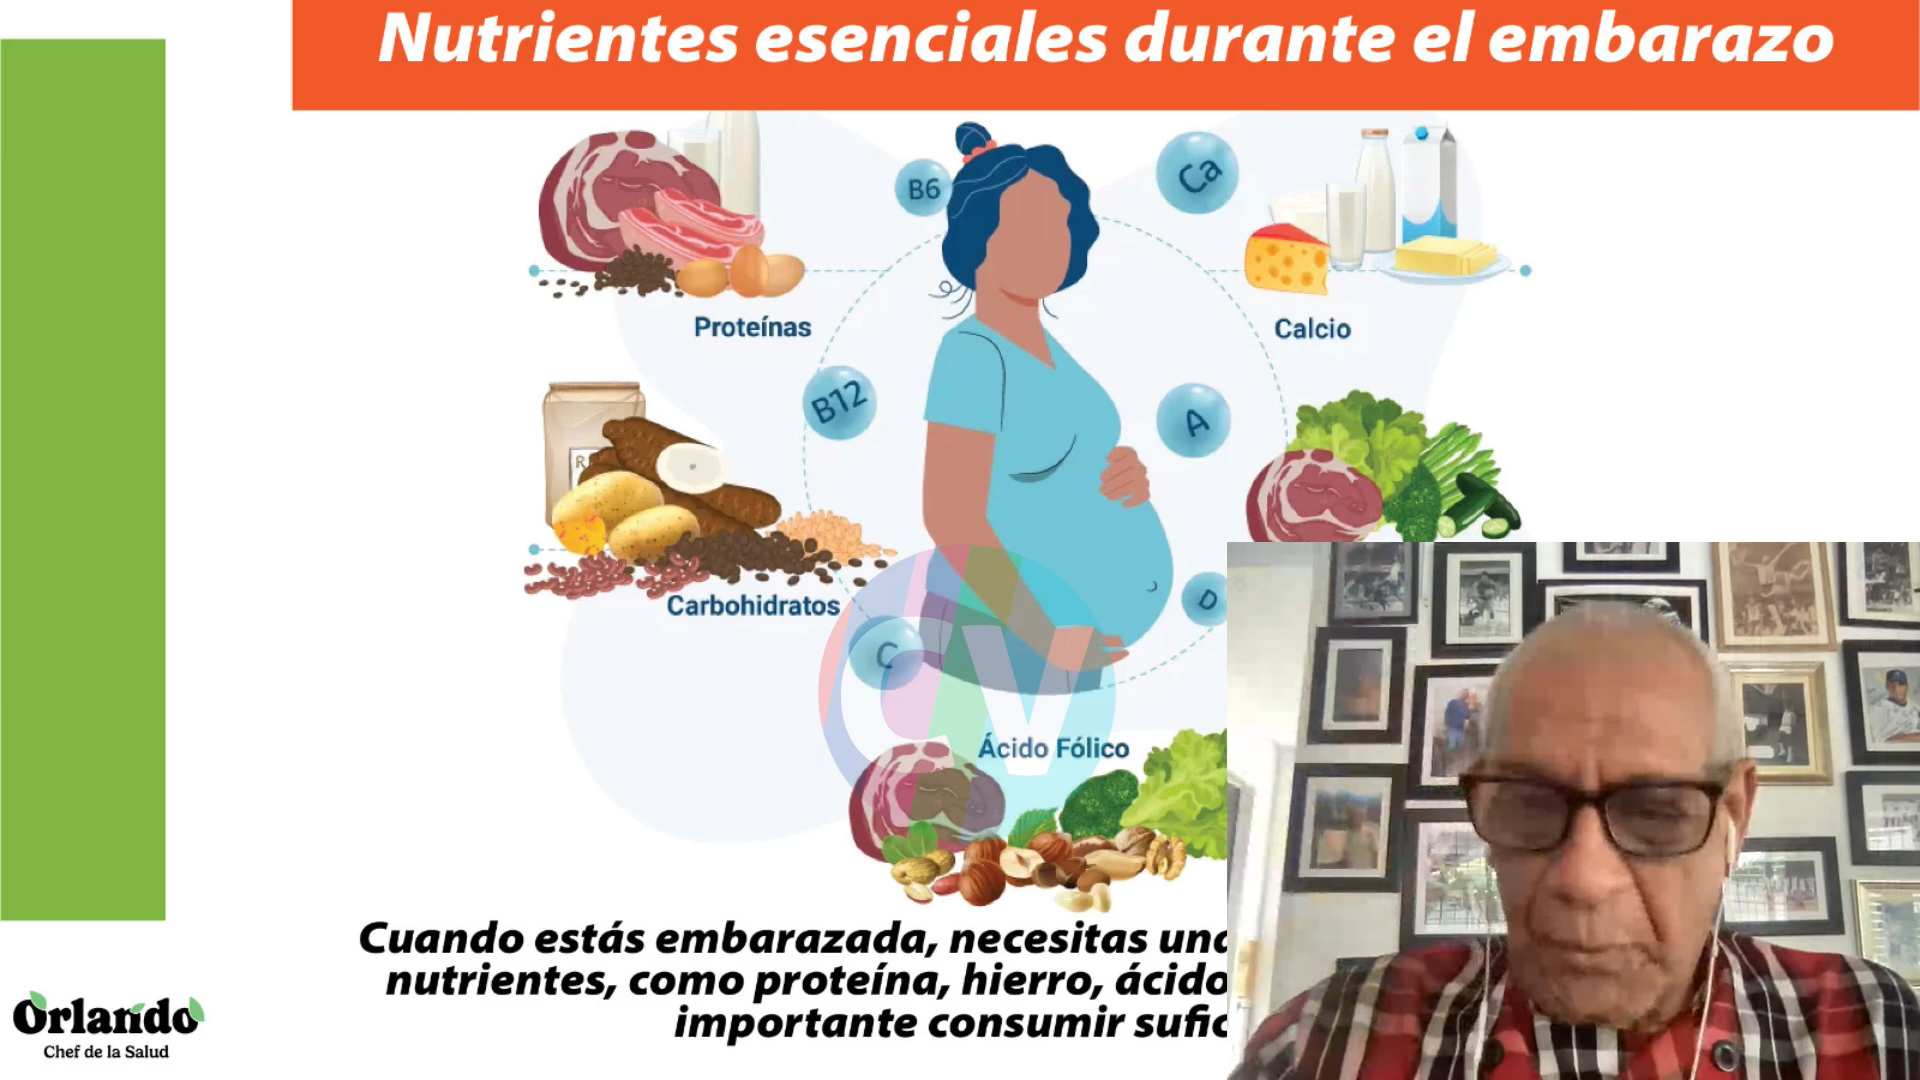 Nutrientes esenciales durante el embarazo
B6
Ca
Proteínas
Calcio
B12
A
Carbohidratos
D
C
CV
Ácido Fólico
Cuando estás embarazada, necesitas una
nutrientes, como proteína, hierro, ácido
importante consumir
Orlando
Chef de la Salud